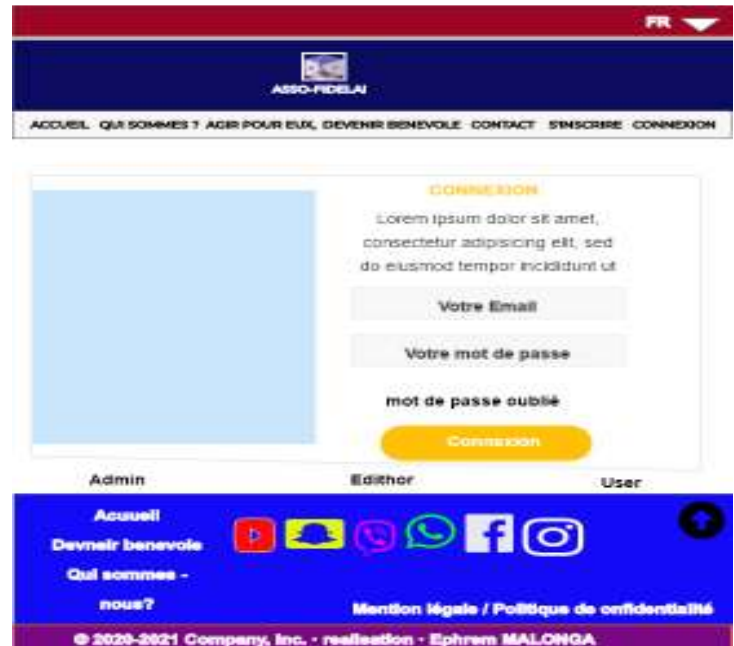 FR
ASSO-FIDELAI
ACCUEIL QUI SOMMES ? AGIR POUR EUX, DEVENIR BENEVOLE CONTACT S'INSCRIRE CONNEXION
CONNEXION
Lorem ipsum dolor sit amet,
consectetur adipisicing elit, sed
do eiusmod tempor incididunt ut
Votre Email
Votre mot de passe
mot de passe oublié
Connexion
Admin Edithor User
Acuueil
Devneir benevole
Qui sommes -
nous?
Mention légale / Politique de onfidentialité
© 2020-2021 Company, Inc. · realisation · Ephrem MALONGA